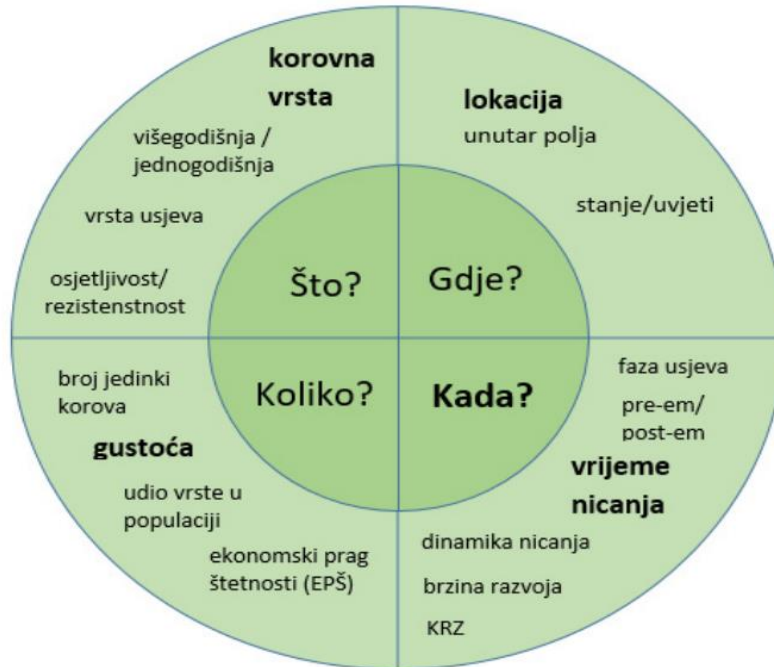 korovna
vrsta
višegodišnja /
jednogodišnja
vrsta usjeva
osjetljivost/
rezistenstnost
Što?
lokacija
unutar polja
stanje/uvjeti
Gdje?
Koliko?
broj jedinki
korova
gustoća
udio vrste u
populaciji
ekonomski prag
štetnosti (EPŠ)
Kada?
faza usjeva
pre-em/
post-em
vrijeme
nicanja
dinamika nicanja
brzina razvoja
KRZ